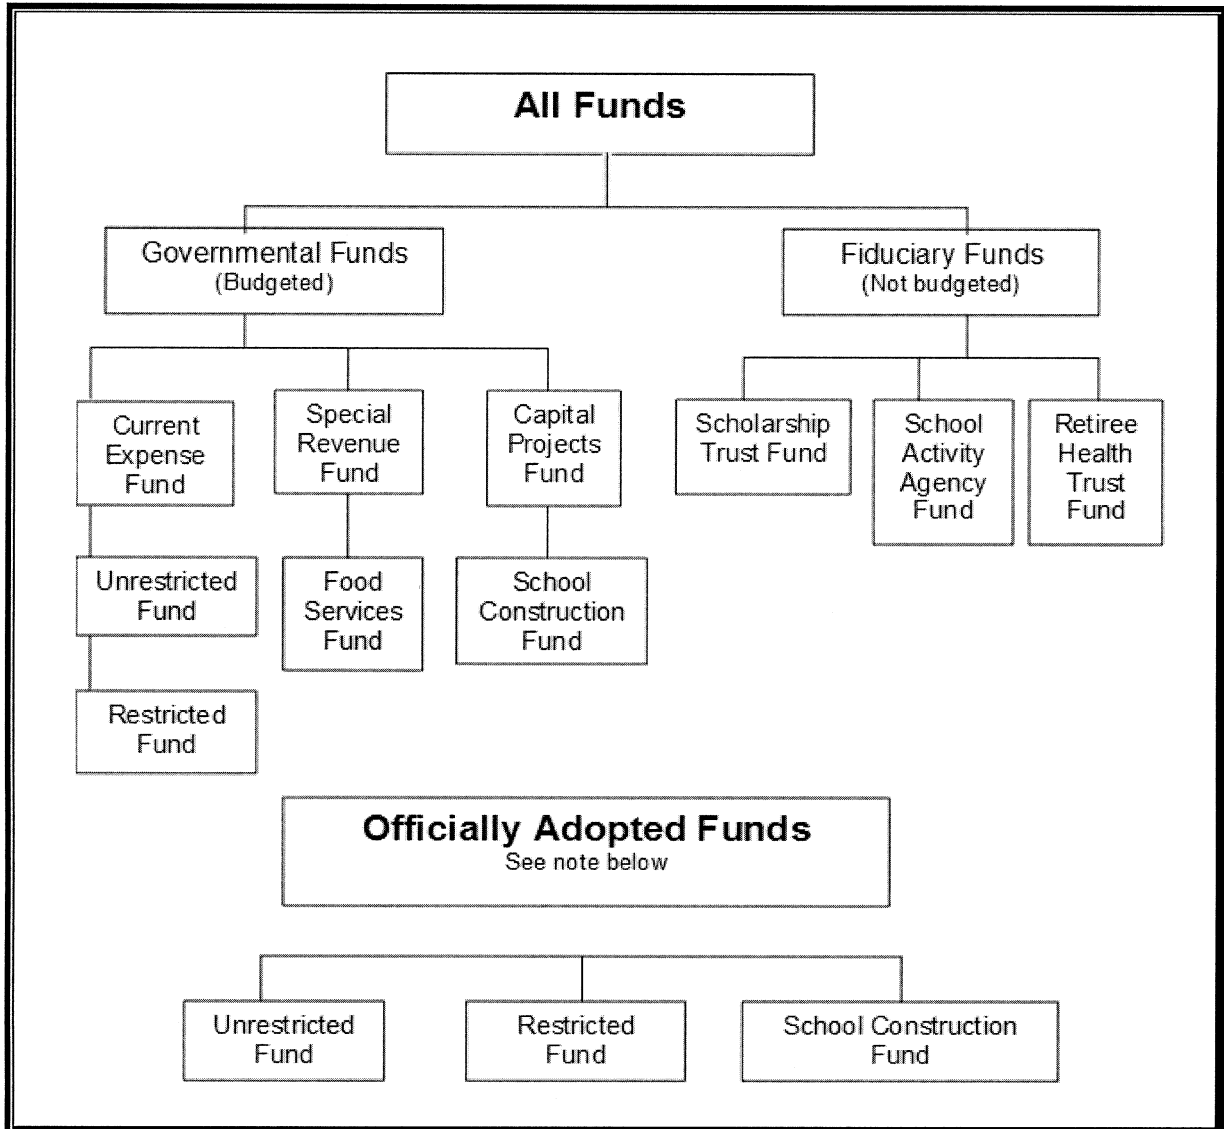 All Funds
Governmental Funds
(Budgeted)
Fiduciary Funds
(Not budgeted)
Current
Expense
Fund
Special
Revenue
Fund
Capital
Projects
Fund
Scholarship
Trust Fund
School
Activity
Agency
Fund
Retiree
Health
Trust
Fund
Unrestricted
Fund
Food
Services
Fund
School
Construction
Fund
Restricted
Fund
Officially Adopted Funds
See note below
Unrestricted
Fund
Restricted
Fund
School Construction
Fund